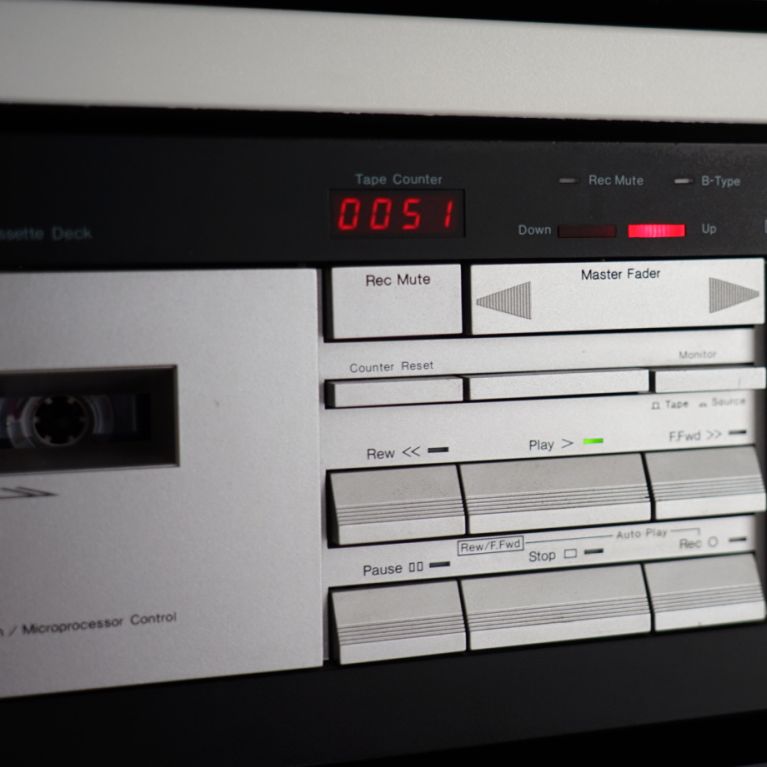 Tape Counter
Rec Mute
B-Type
0051
Down
Up
Deck
Rec Mute
Master Fader
Counter Reset
Monitor
Tape
Source
Rew <<
Play >
F.Fwd >>
Rew/F.Fwd
Auto Play
Pause
Stop
Rec
/ Microprocessor Control